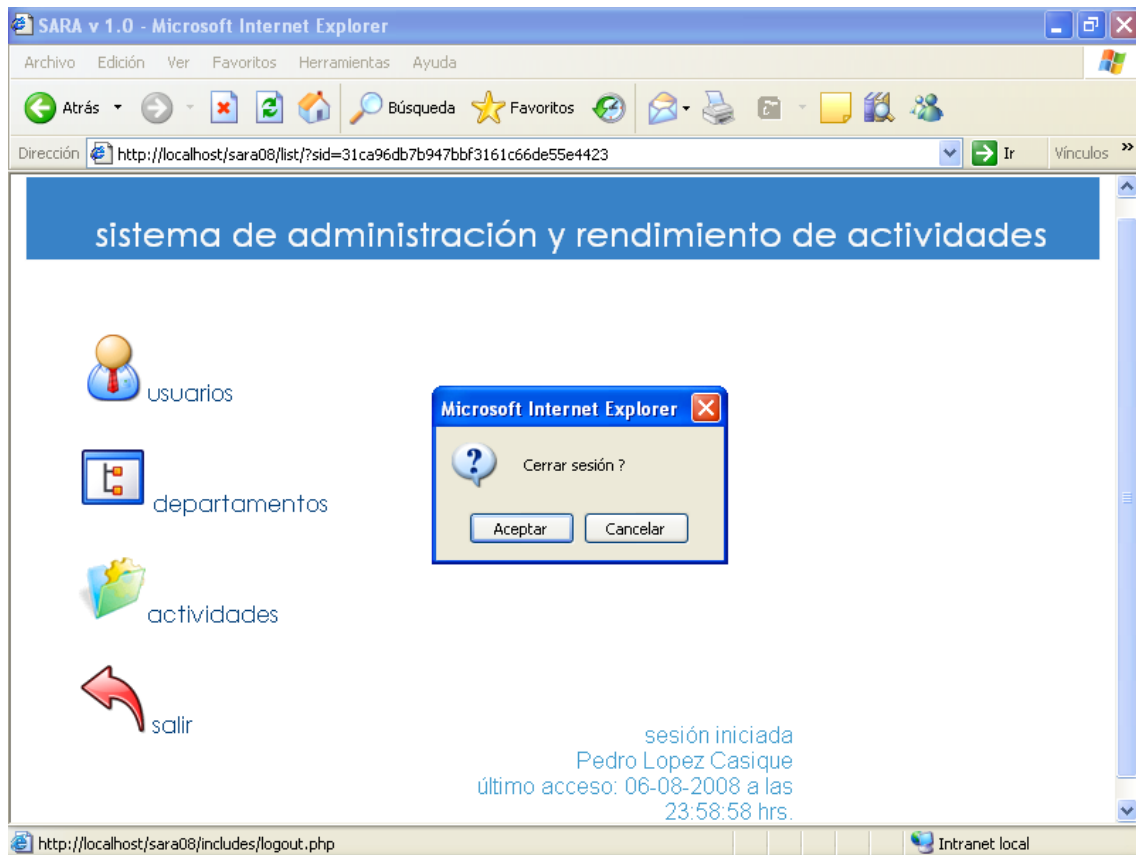 SARA v 1.0 - Microsoft Internet Explorer
Archivo Edición Ver Favoritos Herramientas Ayuda
Atrás Búsqueda Favoritos
Dirección http://localhost/sara08/list/?sid=31ca96db7b947bbf3161c66de55e4423 Ir Vínculos »
sistema de administración y rendimiento de actividades
usuarios
Microsoft Internet Explorer
Cerrar sesión ?
departamentos
Aceptar Cancelar
actividades
salir
sesión iniciada
Pedro Lopez Casique
último acceso: 06-08-2008 a las
23:58:58 hrs.
http://localhost/sara08/includes/logout.php Intranet local